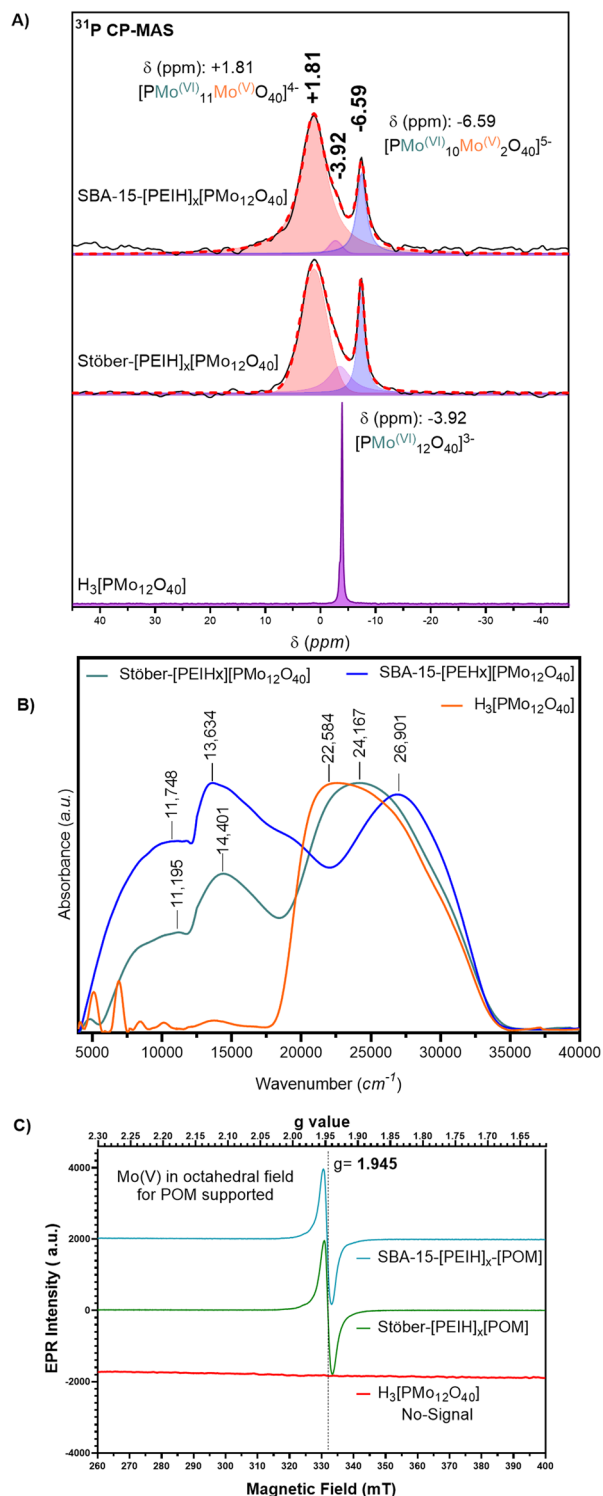 A)
³¹P CP-MAS
δ (ppm): +1.81
[PMo⁽ⱽᴵ⁾₁₁Mo⁽ⱽ⁾O₄₀]⁴⁻
+1.81
-3.92
-6.59
δ (ppm): -6.59
[PMo⁽ⱽᴵ⁾₁₀Mo⁽ⱽ⁾₂O₄₀]⁵⁻
SBA-15-[PEIH]ₓ[PMo₁₂O₄₀]
Stöber-[PEIH]ₓ[PMo₁₂O₄₀]
δ (ppm): -3.92
[PMo⁽ⱽᴵ⁾₁₂O₄₀]³⁻
H₃[PMo₁₂O₄₀]
40 30 20 10 0 -10 -20 -30 -40
δ (ppm)
B)
Stöber-[PEIHx][PMo₁₂O₄₀]
SBA-15-[PEHx][PMo₁₂O₄₀]
H₃[PMo₁₂O₄₀]
11,748
13,634
11,195
14,401
22,584
24,167
26,901
Absorbance (a.u.)
5000 10000 15000 20000 25000 30000 35000 40000
Wavenumber (cm⁻¹)
C)
g value
2.30 2.25 2.20 2.15 2.10 2.05 2.00 1.95 1.90 1.85 1.80 1.75 1.70 1.65
Mo(V) in octahedral field
for POM supported
g= 1.945
SBA-15-[PEIH]ₓ-[POM]
Stöber-[PEIH]ₓ[POM]
H₃[PMo₁₂O₄₀]
No-Signal
EPR Intensity ( a.u.)
4000
2000
0
-2000
-4000
260 270 280 290 300 310 320 330 340 350 360 370 380 390 400
Magnetic Field (mT)